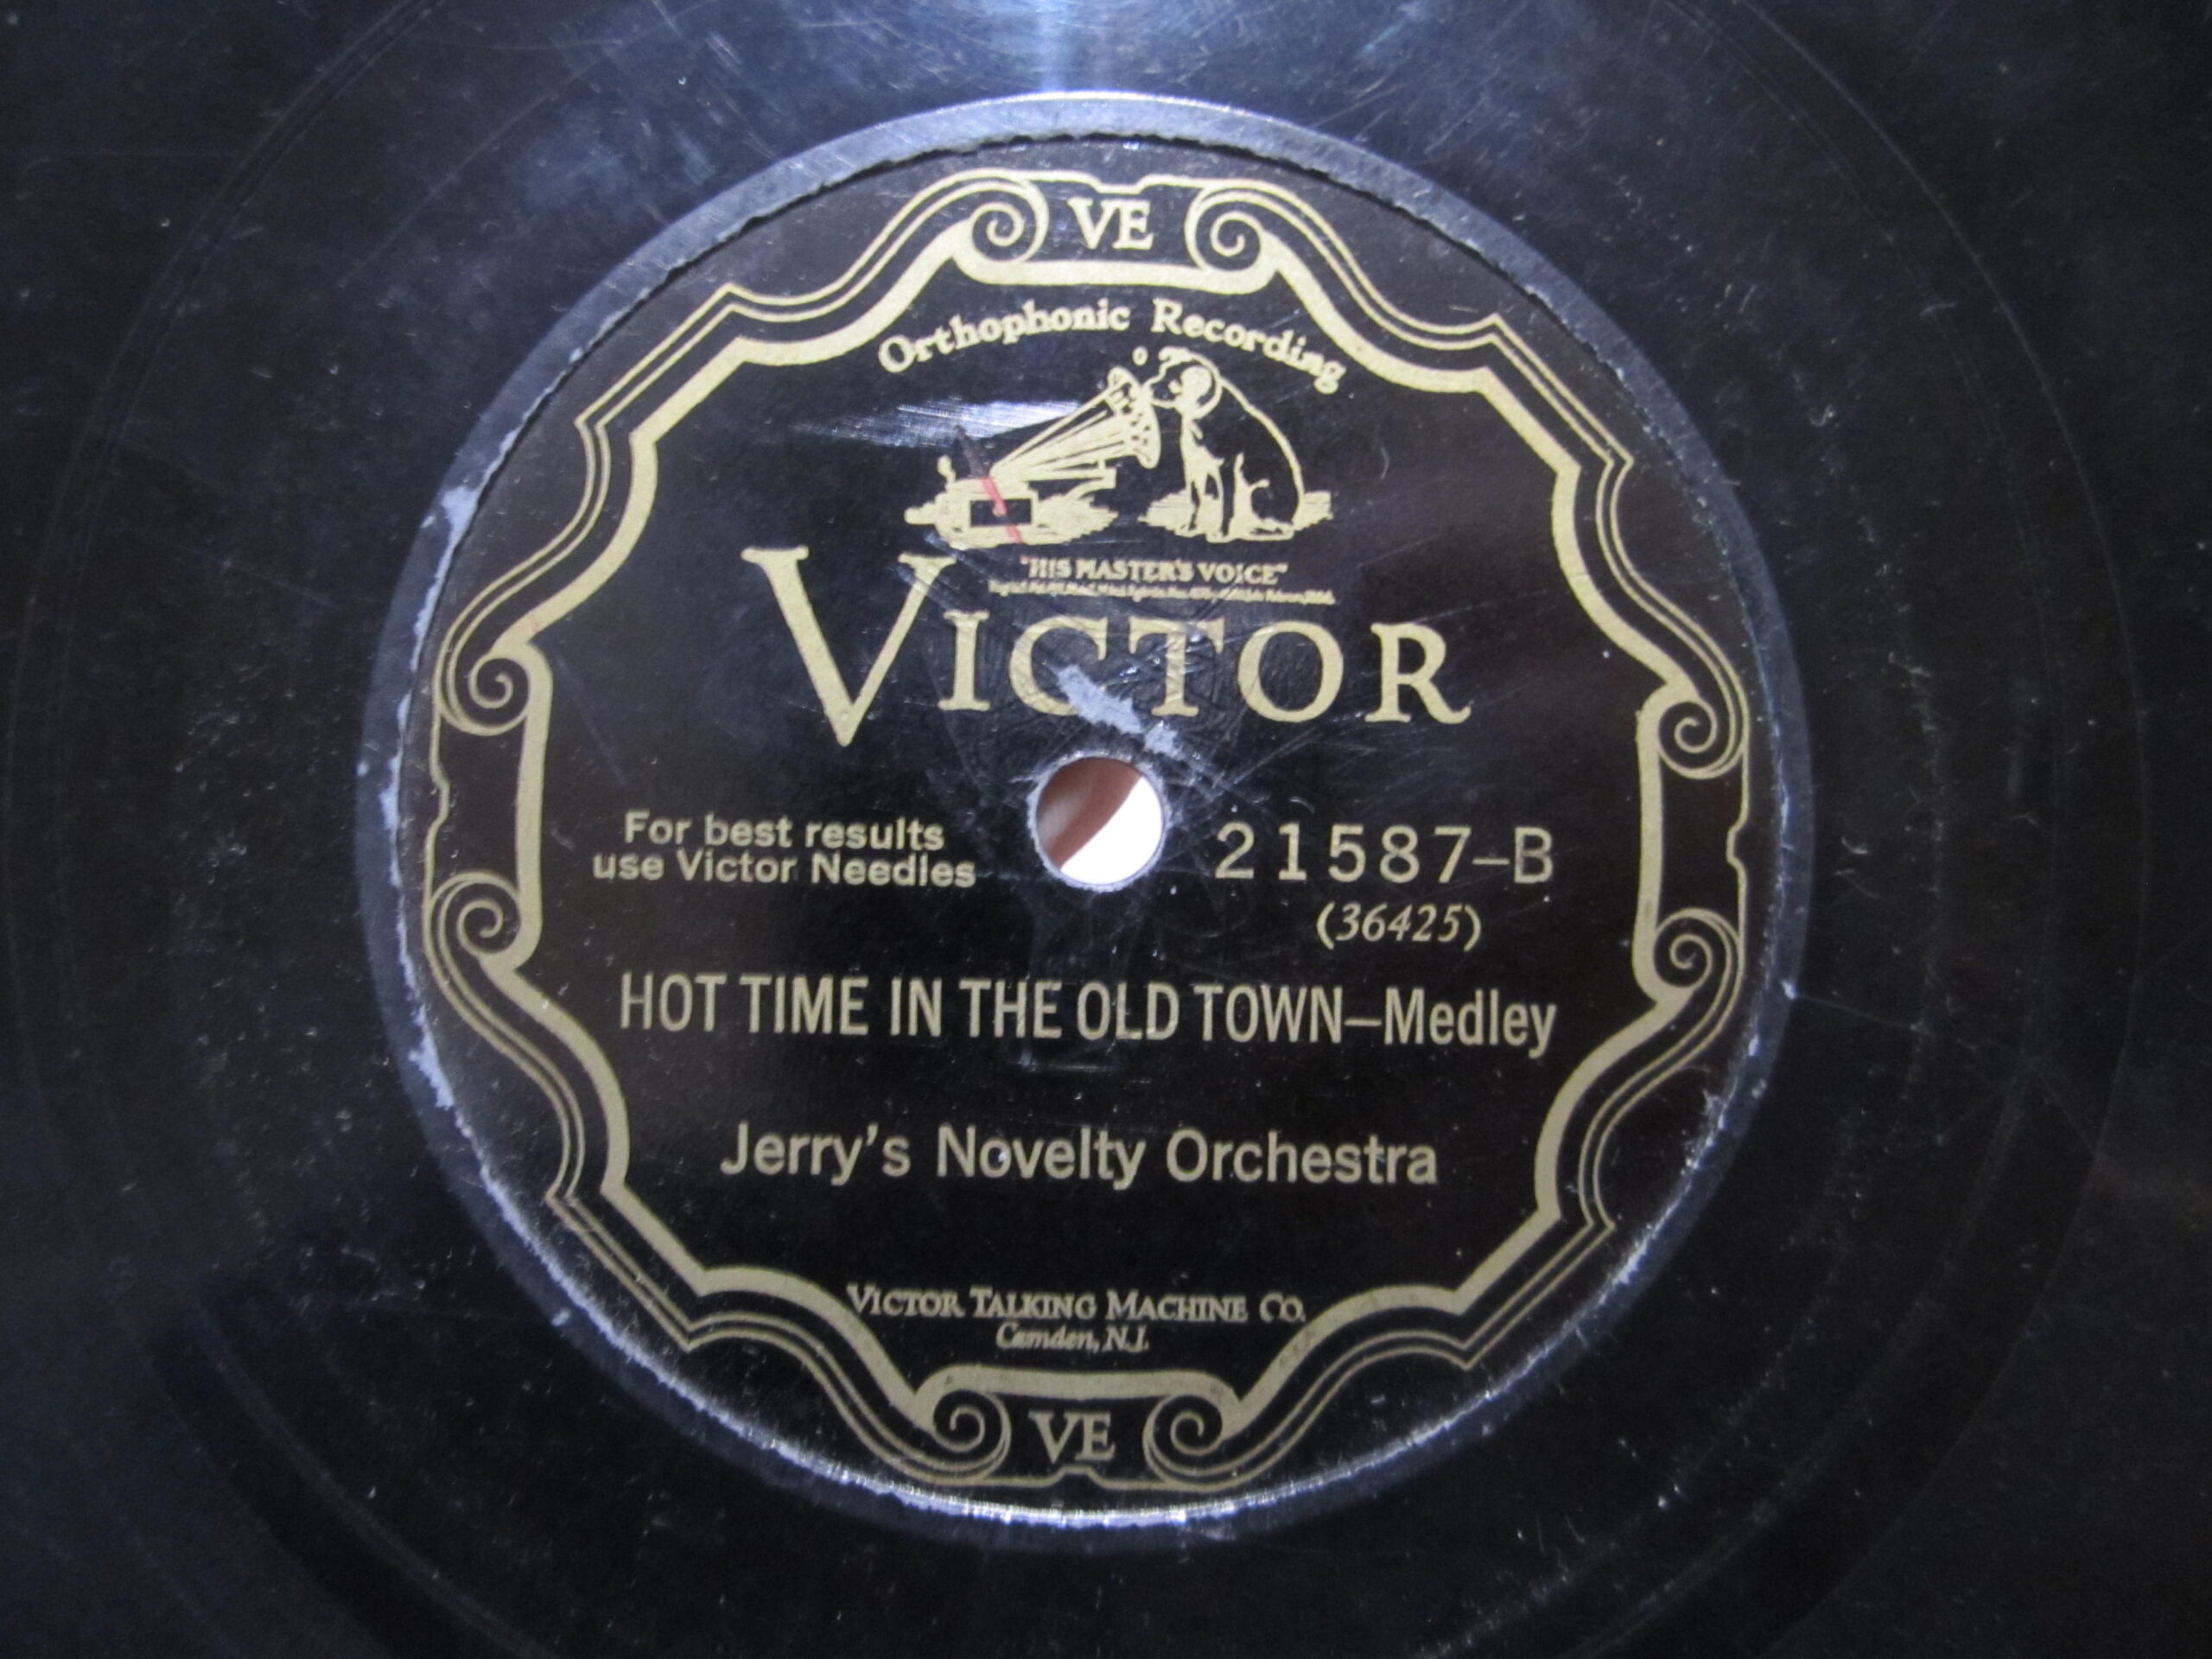 VE
Orthophonic Recording
"HIS MASTER'S VOICE"
VICTOR
For best results
use Victor Needles
21587-B
(36425)
HOT TIME IN THE OLD TOWN—Medley
Jerry's Novelty Orchestra
VICTOR TALKING MACHINE CO.
Camden, N.J.
VE